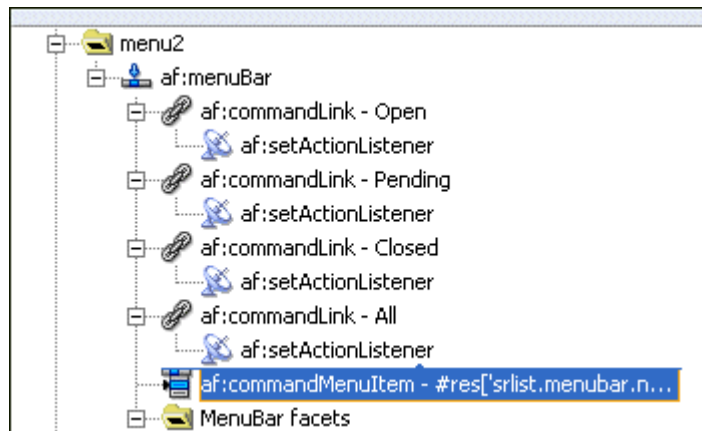 menu2
af:menuBar
af:commandLink - Open
af:setActionListener
af:commandLink - Pending
af:setActionListener
af:commandLink - Closed
af:setActionListener
af:commandLink - All
af:setActionListener
af:commandMenuItem - #res['srlist.menubar.n...
MenuBar facets